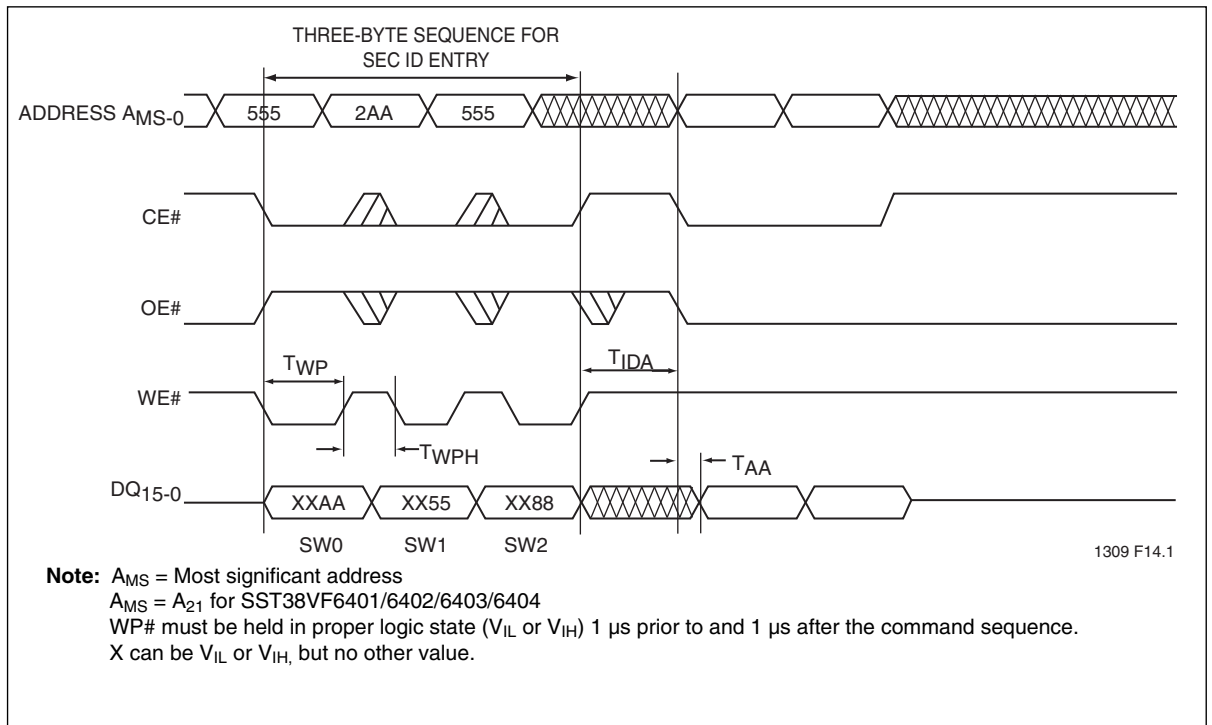 THREE-BYTE SEQUENCE FOR
SEC ID ENTRY
ADDRESS AMS-0
555 2AA 555
CE#
OE#
TWP TIDA
WE#
TWPH TAA
DQ15-0
XXAA XX55 XX88
SW0 SW1 SW2
1309 F14.1
Note: AMS = Most significant address
AMS = A21 for SST38VF6401/6402/6403/6404
WP# must be held in proper logic state (VIL or VIH) 1 µs prior to and 1 µs after the command sequence.
X can be VIL or VIH, but no other value.